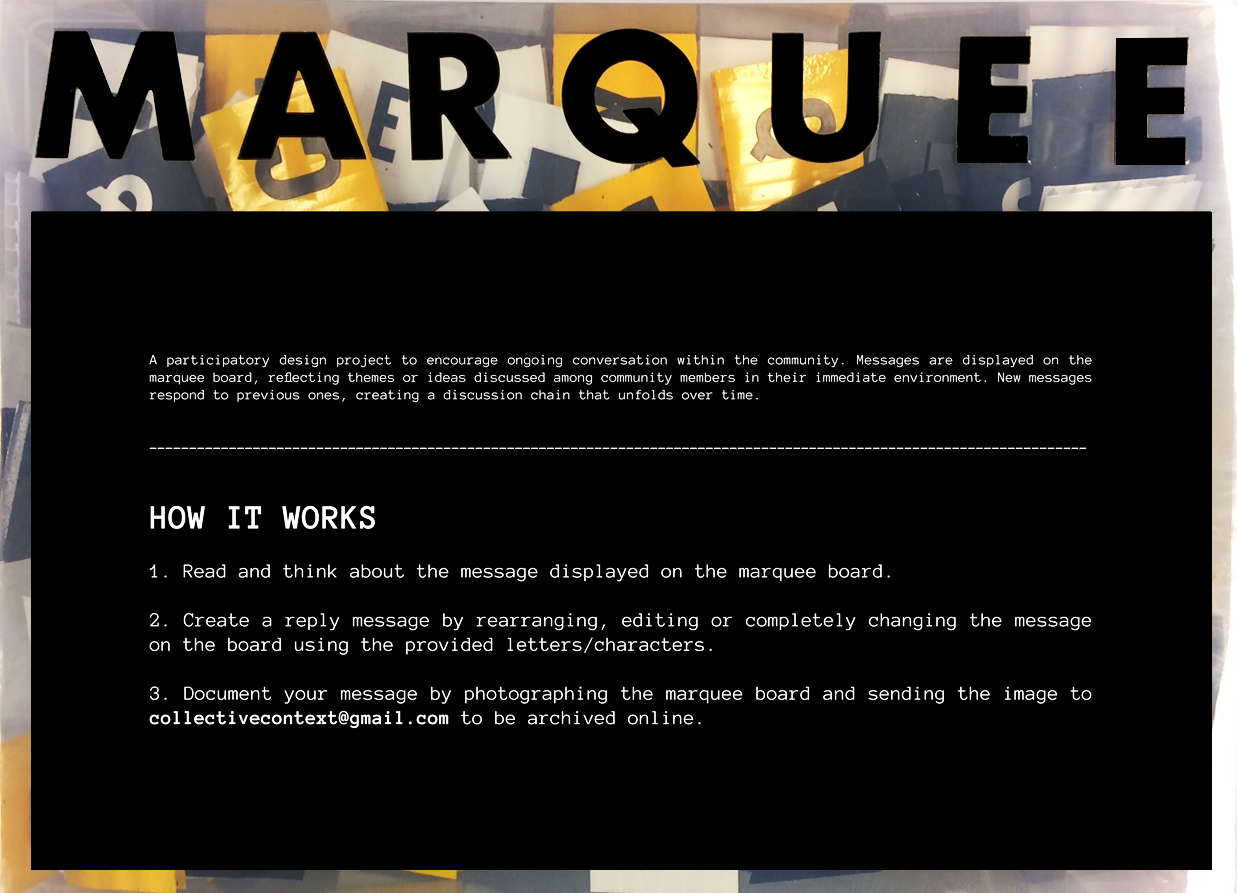 MARQUEE
A participatory design project to encourage ongoing conversation within the community. Messages are displayed on the
marquee board, reflecting themes or ideas discussed among community members in their immediate environment. New messages
respond to previous ones, creating a discussion chain that unfolds over time.
HOW IT WORKS
1. Read and think about the message displayed on the marquee board.
2. Create a reply message by rearranging, editing or completely changing the message
on the board using the provided letters/characters.
3. Document your message by photographing the marquee board and sending the image to
collectivecontext@gmail.com to be archived online.